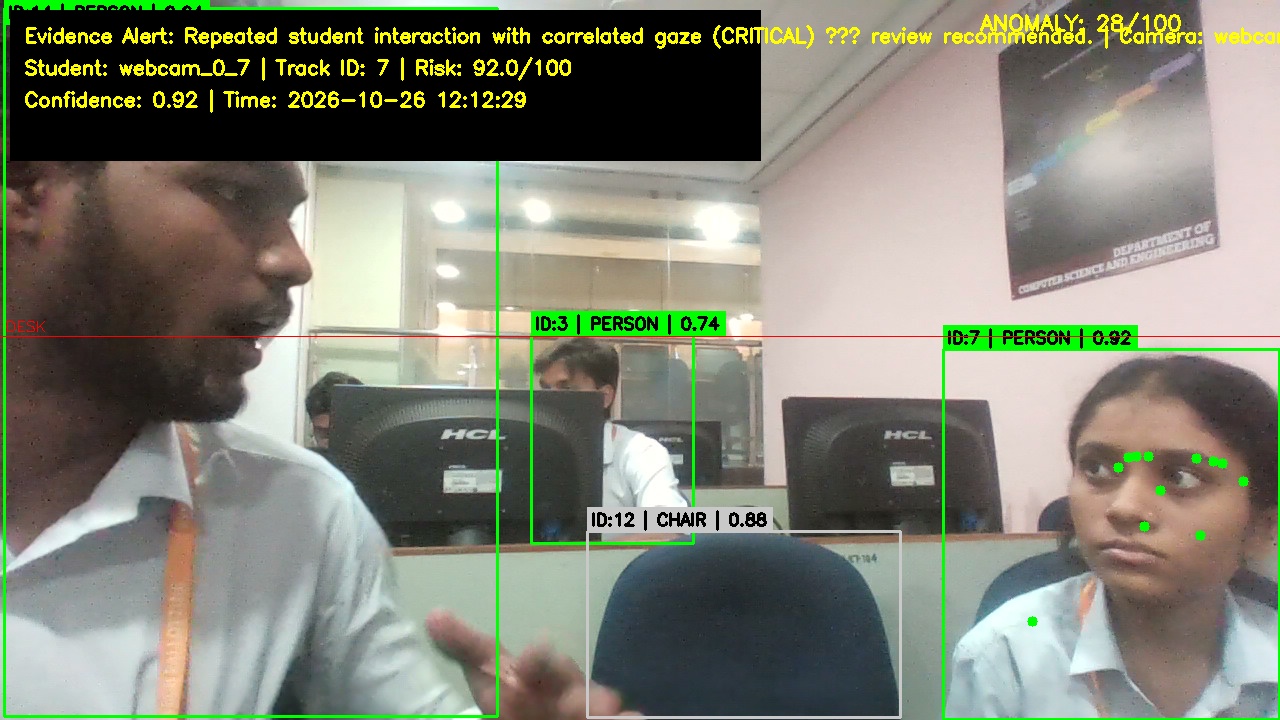 ANOMALY: 28/100
Evidence Alert: Repeated student interaction with correlated gaze (CRITICAL) ??? review recommended. | Camera: webcam
Student: webcam_0_7 | Track ID: 7 | Risk: 92.0/100
Confidence: 0.92 | Time: 2026-10-26 12:12:29
DEPARTMENT OF
COMPUTER SCIENCE AND ENGINEERING
DESK
ID:3 | PERSON | 0.74
ID:7 | PERSON | 0.92
HCL
HCL
HCL
ID:12 | CHAIR | 0.88